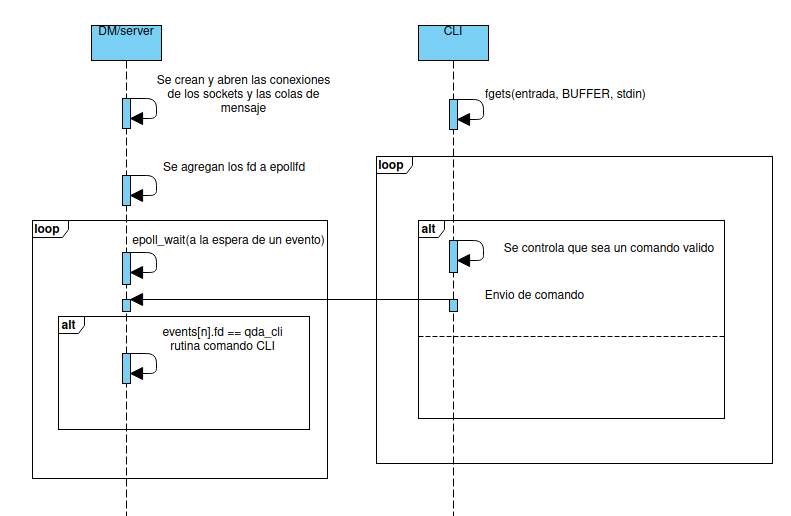 DM/server
CLI
Se crean y abren las conexiones
de los sockets y las colas de
mensaje
fgets(entrada, BUFFER, stdin)
Se agregan los fd a epollfd
loop
loop
epoll_wait(a la espera de un evento)
alt
Se controla que sea un comando valido
Envio de comando
alt
events[n].fd == qda_cli
rutina comando CLI